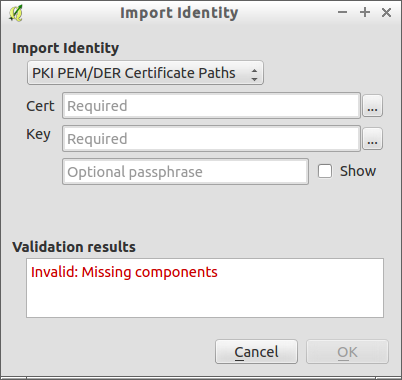 Import Identity
Import Identity
PKI PEM/DER Certificate Paths
Cert Required ...
Key Required ...
Optional passphrase Show
Validation results
Invalid: Missing components
Cancel OK